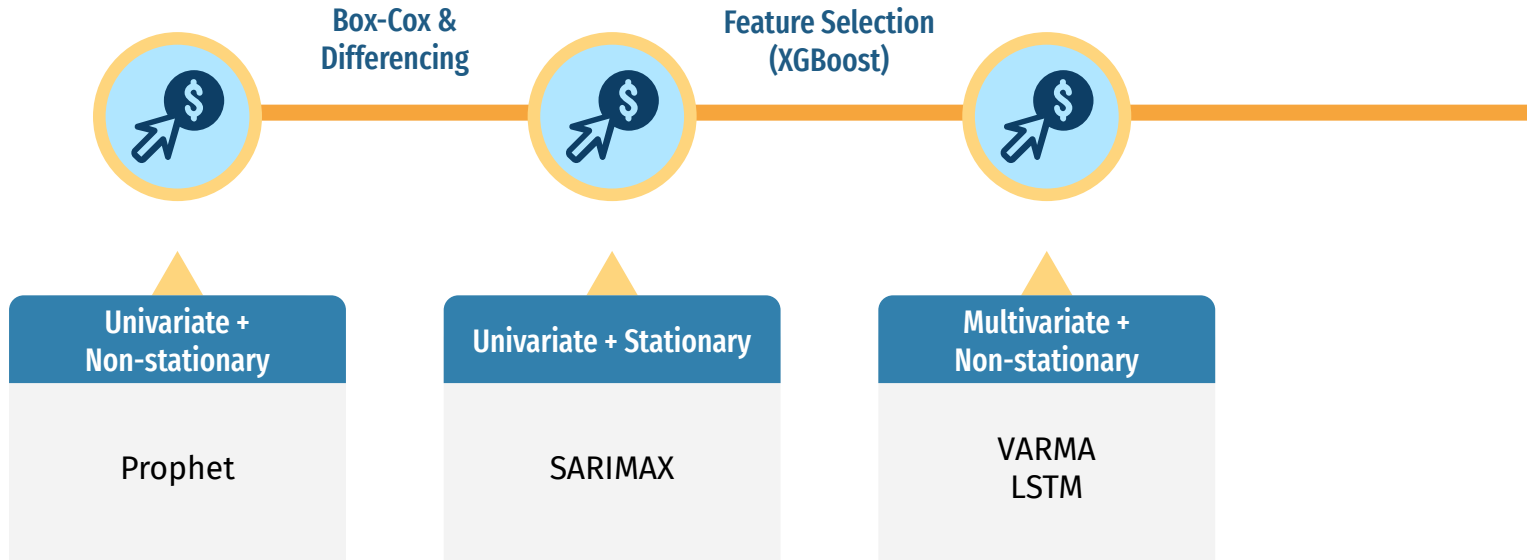 Box-Cox &
Differencing
Feature Selection
(XGBoost)
$
$
$
Univariate +
Non-stationary
Prophet
Univariate + Stationary
SARIMAX
Multivariate +
Non-stationary
VARMA
LSTM